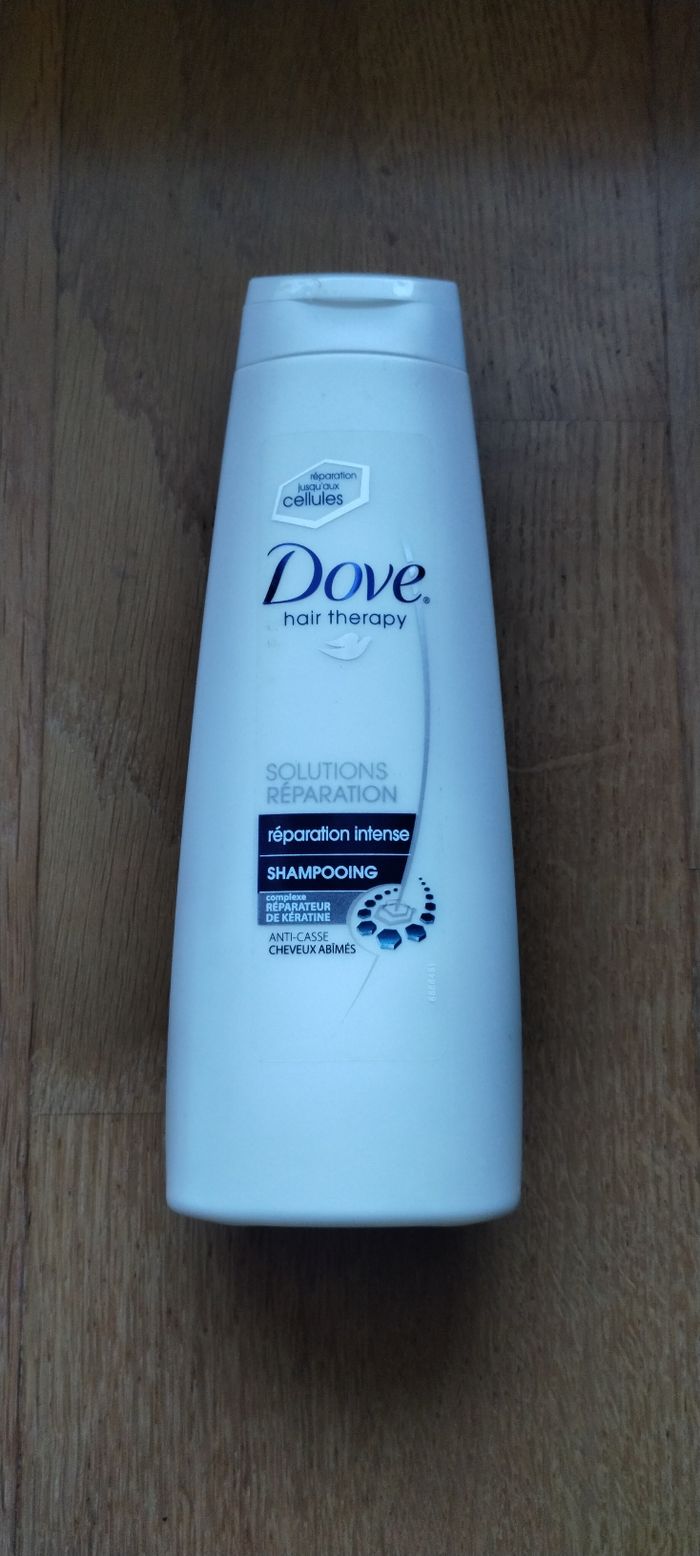 réparation
jusqu'aux
cellules
Dove®
hair therapy
SOLUTIONS
RÉPARATION
réparation intense
SHAMPOOING
complexe
RÉPARATEUR
DE KÉRATINE
ANTI-CASSE
CHEVEUX ABÎMÉS